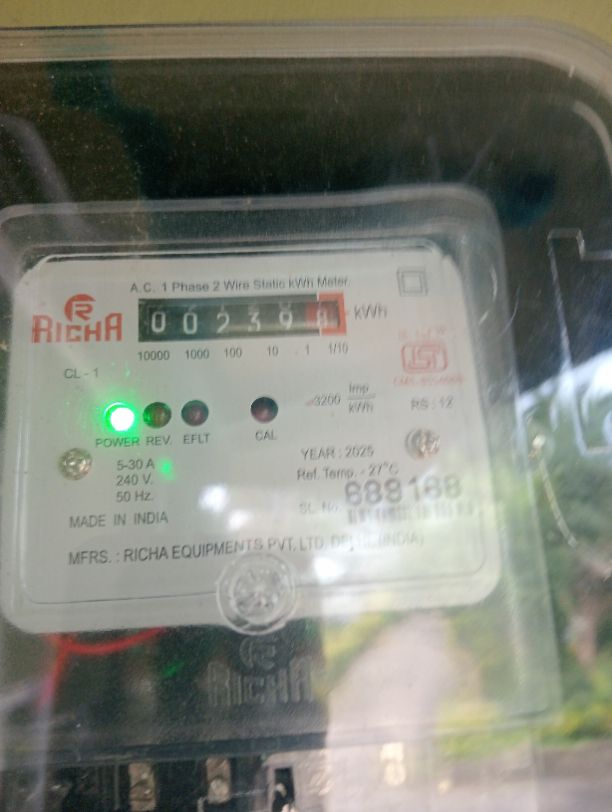 A.C. 1 Phase 2 Wire Static kWh Meter.
RICHA
0 0 2 3 9 kWh
10000 1000 100 10 1 1/10
CL - 1
3200 Imp/kWh
RS : 12
POWER REV. EFLT CAL
5-30 A
240 V.
50 Hz.
YEAR : 2025
Ref. Temp. - 27°C
SL. No.
MADE IN INDIA
MFRS. : RICHA EQUIPMENTS PVT. LTD. (INDIA)
RICHA